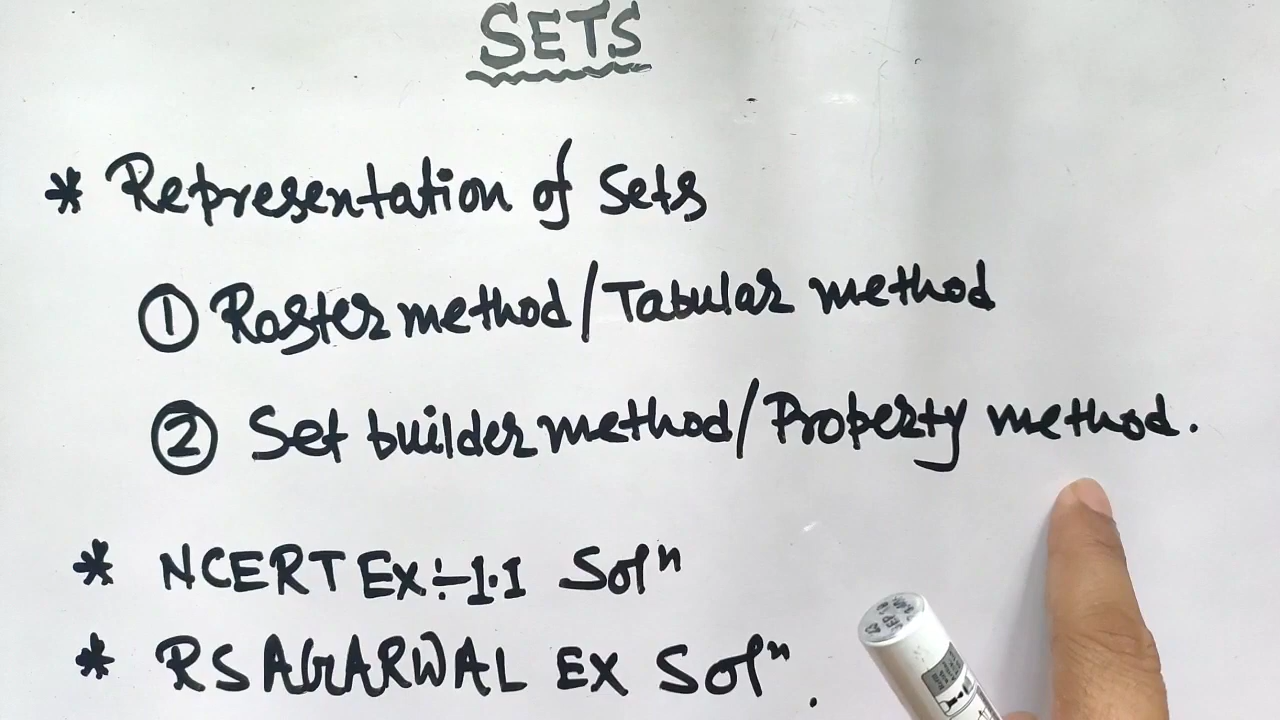 SETS
* Representation of Sets
① Roster method/Tabular method
② Set builder method/Property method.
* NCERT Ex:-1.1 Solⁿ
* RS AGARWAL EX Solⁿ.